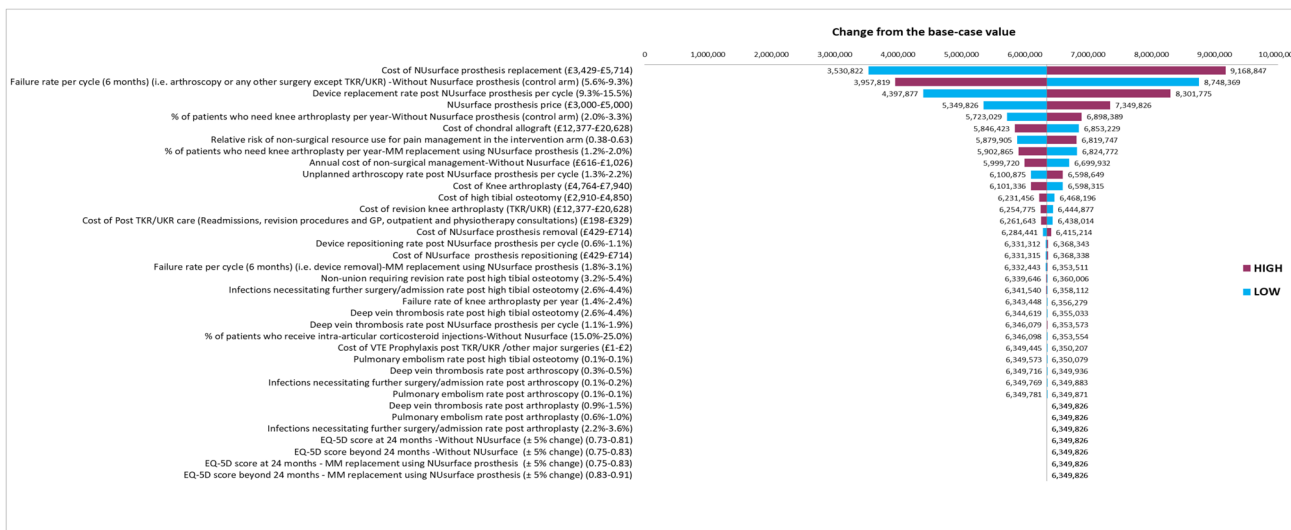 Change from the base-case value
0 1,000,000 2,000,000 3,000,000 4,000,000 5,000,000 6,000,000 7,000,000 8,000,000 9,000,000 10,000,0
Cost of NUsurface prosthesis replacement (£3,429-£5,714) 3,530,822 9,168,847
Failure rate per cycle (6 months) (i.e. arthroscopy or any other surgery except TKR/UKR) -Without NUsurface prosthesis (control arm) (5.6%-9.3%) 3,957,819 8,748,369
Device replacement rate post NUsurface prosthesis per cycle (9.3%-15.5%) 4,397,877 8,301,775
NUsurface prosthesis price (£3,000-£5,000) 5,349,826 7,349,826
% of patients who need knee arthroplasty per year-Without Nusurface prosthesis (control arm) (2.0%-3.3%) 5,723,029 6,898,389
Cost of chondral allograft (£12,377-£20,628) 5,846,423 6,853,229
Relative risk of non-surgical resource use for pain management in the intervention arm (0.38-0.63) 5,879,905 6,819,747
% of patients who need knee arthroplasty per year-MM replacement using NUsurface prosthesis (1.2%-2.0%) 5,902,865 6,824,772
Annual cost of non-surgical management-Without Nusurface (£616-£1,026) 5,999,720 6,699,932
Unplanned arthroscopy rate post NUsurface prosthesis per cycle (1.3%-2.2%) 6,100,875 6,598,649
Cost of Knee arthroplasty (£4,764-£7,940) 6,101,336 6,598,315
Cost of high tibial osteotomy (£2,910-£4,850) 6,231,456 6,468,196
Cost of revision knee arthroplasty (TKR/UKR) (£12,377-£20,628) 6,254,775 6,444,877
Cost of Post TKR/UKR care (Readmissions, revision procedures and GP, outpatient and physiotherapy consultations) (£198-£329) 6,261,643 6,438,014
Cost of NUsurface prosthesis removal (£429-£714) 6,284,441 6,415,214
Device repositioning rate post NUsurface prosthesis per cycle (0.6%-1.1%) 6,331,312 6,368,343
Cost of NUsurface prosthesis repositioning (£429-£714) 6,331,315 6,368,338
Failure rate per cycle (6 months) (i.e. device removal)-MM replacement using NUsurface prosthesis (1.8%-3.1%) 6,332,443 6,353,511
Non-union requiring revision rate post high tibial osteotomy (3.2%-5.4%) 6,339,646 6,360,006
Infections necessitating further surgery/admission rate post high tibial osteotomy (2.6%-4.4%) 6,341,540 6,358,112
Failure rate of knee arthroplasty per year (1.4%-2.4%) 6,343,448 6,356,279
Deep vein thrombosis rate post high tibial osteotomy (2.6%-4.4%) 6,344,619 6,355,033
Deep vein thrombosis rate post NUsurface prosthesis per cycle (1.1%-1.9%) 6,346,079 6,353,573
% of patients who receive intra-articular corticosteroid injections-Without Nusurface (15.0%-25.0%) 6,346,098 6,353,554
Cost of VTE Prophylaxis post TKR/UKR /other major surgeries (£1-£2) 6,349,445 6,350,207
Pulmonary embolism rate post high tibial osteotomy (0.1%-0.1%) 6,349,573 6,350,079
Deep vein thrombosis rate post arthroscopy (0.3%-0.5%) 6,349,716 6,349,936
Infections necessitating further surgery/admission rate post arthroscopy (0.1%-0.2%) 6,349,769 6,349,883
Pulmonary embolism rate post arthroscopy (0.1%-0.1%) 6,349,781 6,349,871
Deep vein thrombosis rate post arthroplasty (0.9%-1.5%) 6,349,826
Pulmonary embolism rate post arthroplasty (0.6%-1.0%) 6,349,826
Infections necessitating further surgery/admission rate post arthroplasty (2.2%-3.6%) 6,349,826
EQ-5D score at 24 months -Without NUsurface (± 5% change) (0.73-0.81) 6,349,826
EQ-5D score beyond 24 months -Without NUsurface (± 5% change) (0.75-0.83) 6,349,826
EQ-5D score at 24 months - MM replacement using NUsurface prosthesis (± 5% change) (0.75-0.83) 6,349,826
EQ-5D score beyond 24 months - MM replacement using NUsurface prosthesis (± 5% change) (0.83-0.91) 6,349,826
HIGH
LOW